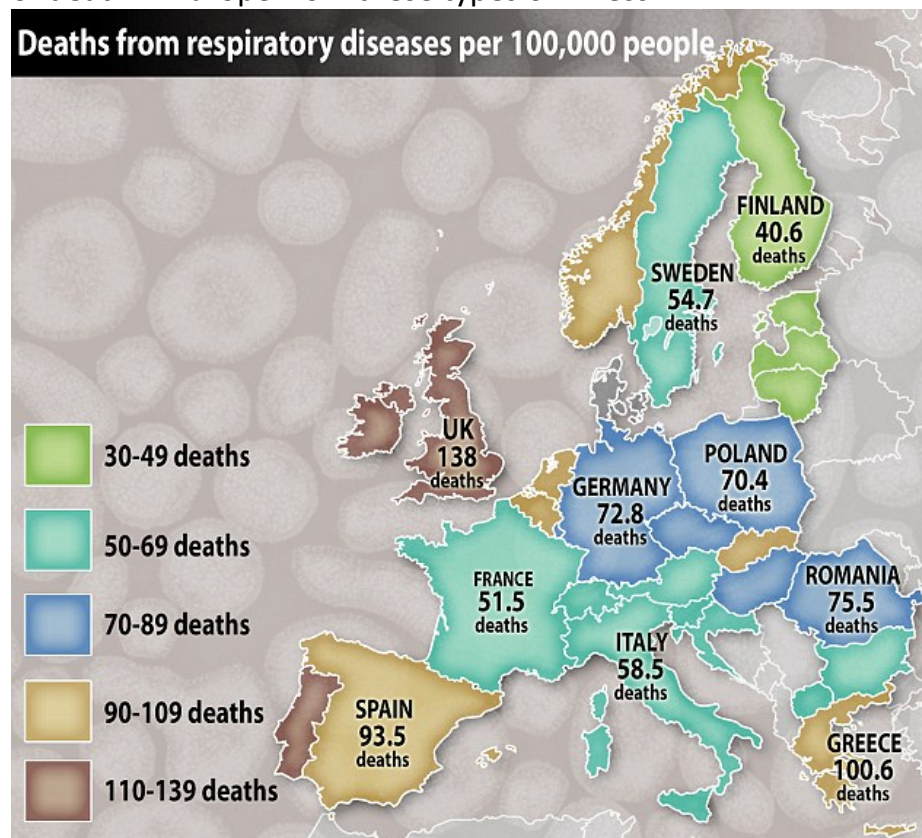 Deaths from respiratory diseases per 100,000 people
FINLAND
40.6
deaths
SWEDEN
54.7
deaths
UK
138
deaths
30-49 deaths
POLAND
70.4
deaths
GERMANY
72.8
deaths
50-69 deaths
FRANCE
51.5
deaths
ROMANIA
75.5
deaths
70-89 deaths
ITALY
58.5
deaths
90-109 deaths
SPAIN
93.5
deaths
GREECE
100.6
deaths
110-139 deaths